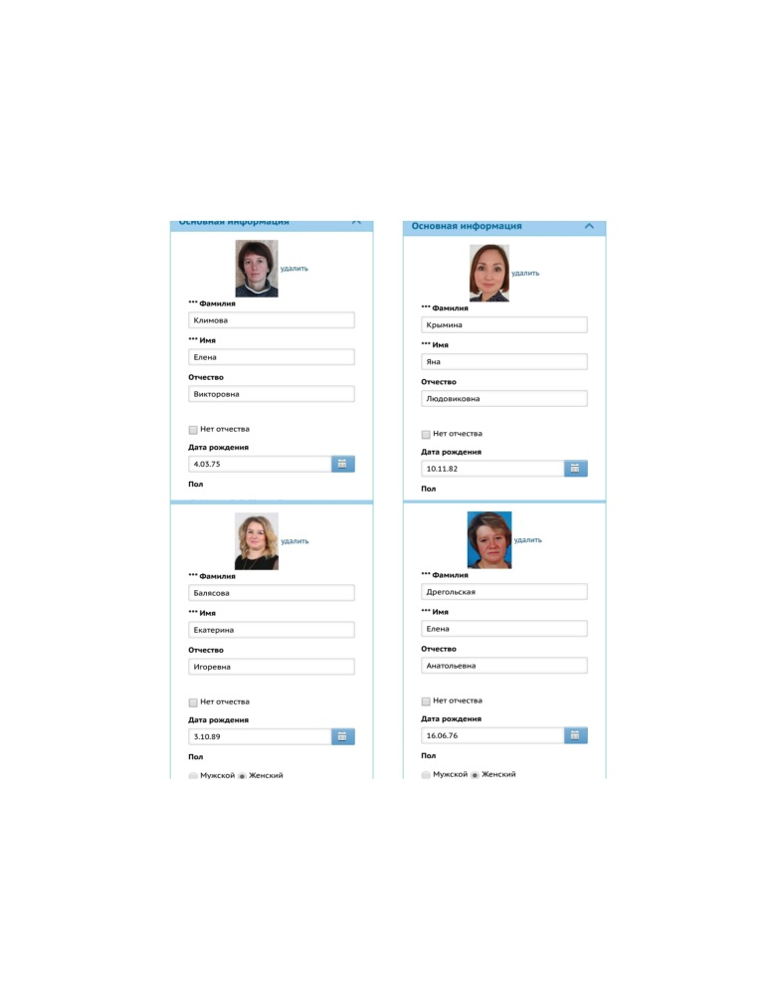 Основная информация
удалить
*** Фамилия
Климова
*** Имя
Елена
Отчество
Викторовна
Нет отчества
Дата рождения
4.03.75
Пол
Основная информация
удалить
*** Фамилия
Крымина
*** Имя
Яна
Отчество
Людовиковна
Нет отчества
Дата рождения
10.11.82
Пол
удалить
*** Фамилия
Балясова
*** Имя
Екатерина
Отчество
Игоревна
Нет отчества
Дата рождения
3.10.89
Пол
Мужской Женский
удалить
*** Фамилия
Дрегольская
*** Имя
Елена
Отчество
Анатольевна
Нет отчества
Дата рождения
16.06.76
Пол
Мужской Женский